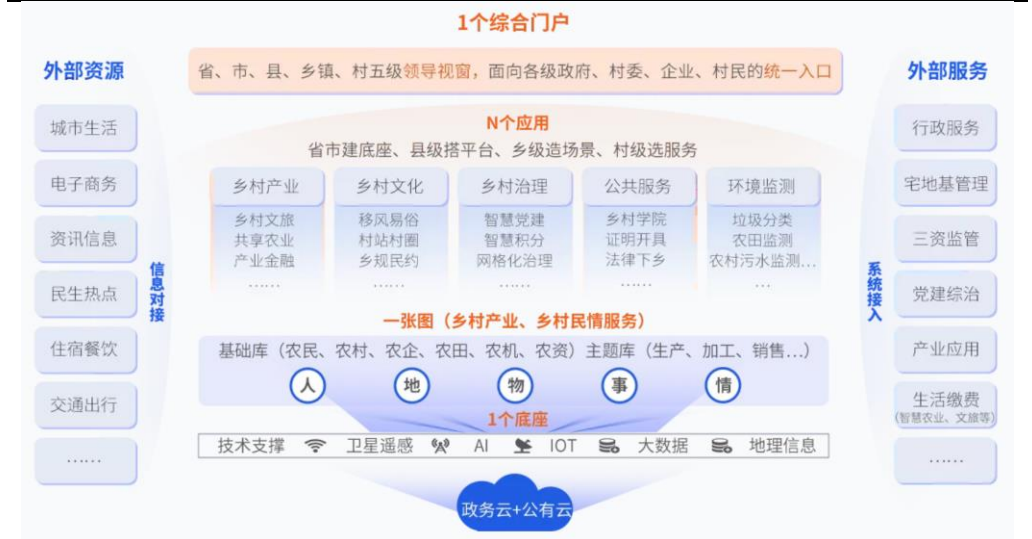 1个综合门户
外部资源
省、市、县、乡镇、村五级领导视窗，面向各级政府、村委、企业、村民的统一入口
外部服务
城市生活
电子商务
资讯信息
民生热点
住宿餐饮
交通出行
……
信息对接
N个应用
省市建底座、县级搭平台、乡级造场景、村级选服务
乡村产业
乡村文旅
共享农业
产业金融
……
乡村文化
移风易俗
村站村圈
乡规民约
……
乡村治理
智慧党建
智慧积分
网格化治理
……
公共服务
乡村学院
证明开具
法律下乡
……
环境监测
垃圾分类
农田监测
农村污水监测…
…
一张图（乡村产业、乡村民情服务）
基础库（农民、农村、农企、农田、农机、农资）主题库（生产、加工、销售…）
人 地 物 事 情
1个底座
技术支撑 卫星遥感 AI IOT 大数据 地理信息
政务云+公有云
系统接入
行政服务
宅地基管理
三资监管
党建综治
产业应用
生活缴费
(智慧农业、文旅等)
……